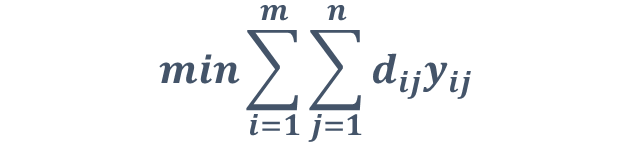 min ∑_{i=1}^{m} ∑_{j=1}^{n} d_{ij} y_{ij}